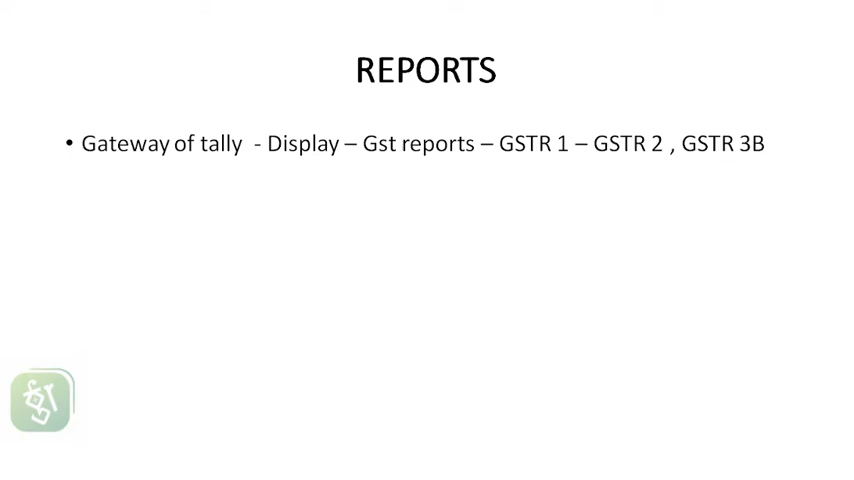 REPORTS
• Gateway of tally  - Display – Gst reports – GSTR 1 – GSTR 2 , GSTR 3B